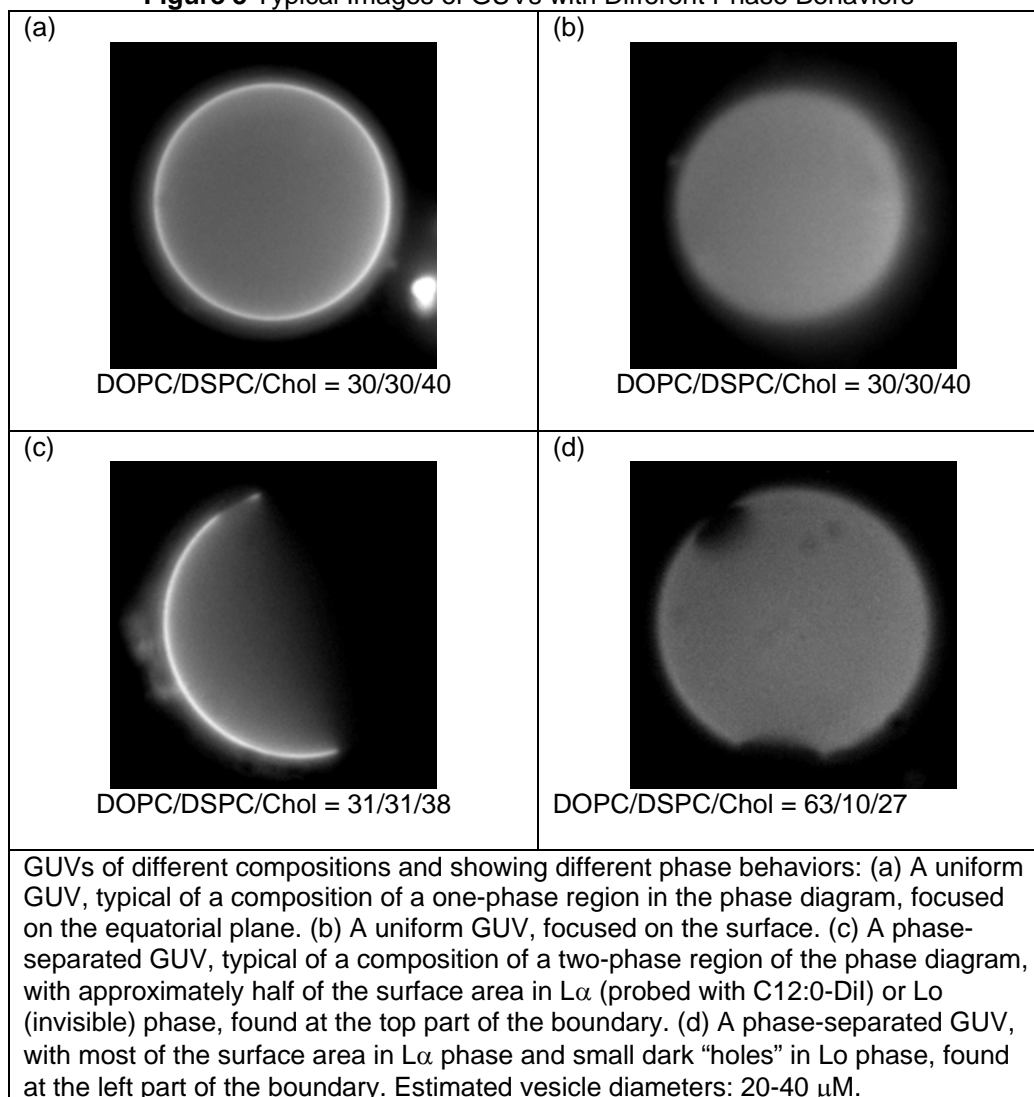 Figure 3 Typical Images of GUVs with Different Phase Behaviors
(a)
(b)
DOPC/DSPC/Chol = 30/30/40
DOPC/DSPC/Chol = 30/30/40
(c)
(d)
DOPC/DSPC/Chol = 31/31/38
DOPC/DSPC/Chol = 63/10/27
GUVs of different compositions and showing different phase behaviors: (a) A uniform
GUV, typical of a composition of a one-phase region in the phase diagram, focused
on the equatorial plane. (b) A uniform GUV, focused on the surface. (c) A phase-
separated GUV, typical of a composition of a two-phase region of the phase diagram,
with approximately half of the surface area in Lα (probed with C12:0-DiI) or Lo
(invisible) phase, found at the top part of the boundary. (d) A phase-separated GUV,
with most of the surface area in Lα phase and small dark “holes” in Lo phase, found
at the left part of the boundary. Estimated vesicle diameters: 20-40 μM.